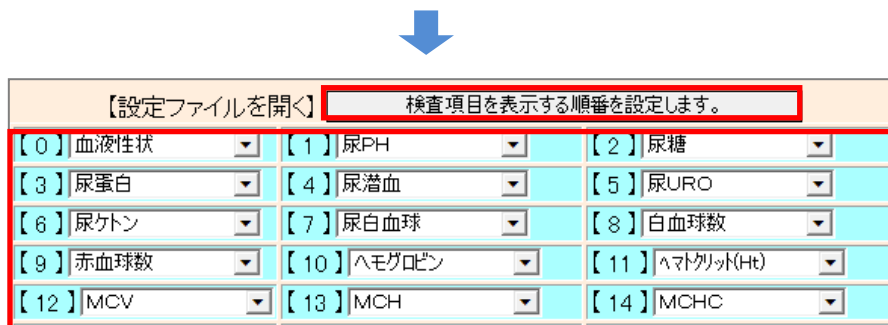 【設定ファイルを開く】 検査項目を表示する順番を設定します。
【 0 】 血液性状 【 1 】 尿PH 【 2 】 尿糖
【 3 】 尿蛋白 【 4 】 尿潜血 【 5 】 尿URO
【 6 】 尿ケトン 【 7 】 尿白血球 【 8 】 白血球数
【 9 】 赤血球数 【 10 】 ヘモグロビン 【 11 】 ヘマトクリット(Ht)
【 12 】 MCV 【 13 】 MCH 【 14 】 MCHC